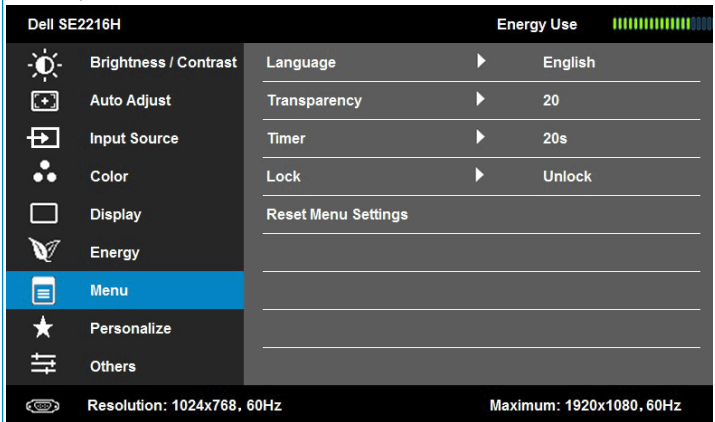 Dell SE2216H Energy Use
Brightness / Contrast Language English
Auto Adjust Transparency 20
Input Source Timer 20s
Color Lock Unlock
Display Reset Menu Settings
Energy
Menu
Personalize
Others
Resolution: 1024x768, 60Hz Maximum: 1920x1080, 60Hz